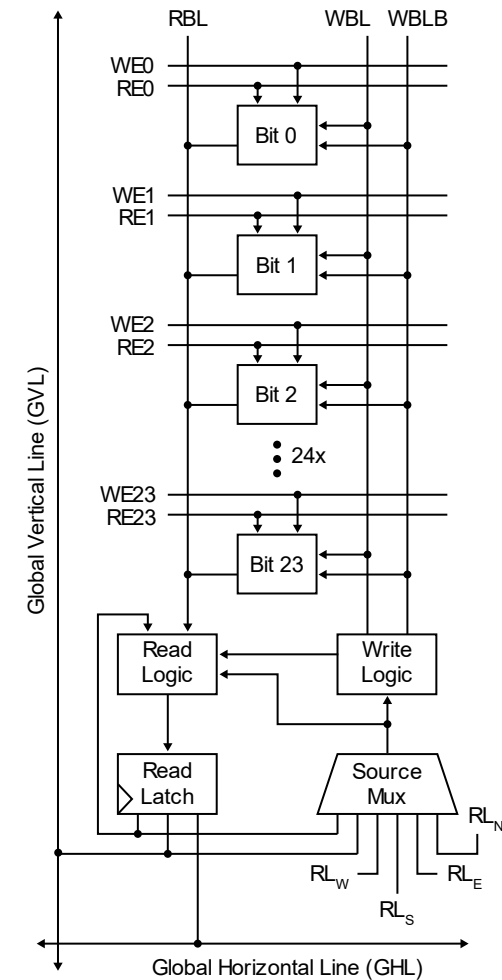 RBL WBL WBLB
WE0
RE0
Bit 0
WE1
RE1
Bit 1
WE2
RE2
Bit 2
24x
WE23
RE23
Bit 23
Global Vertical Line (GVL)
Read
Logic
Write
Logic
Read
Latch
Source
Mux
RL_N
RL_W
RL_E
RL_S
Global Horizontal Line (GHL)